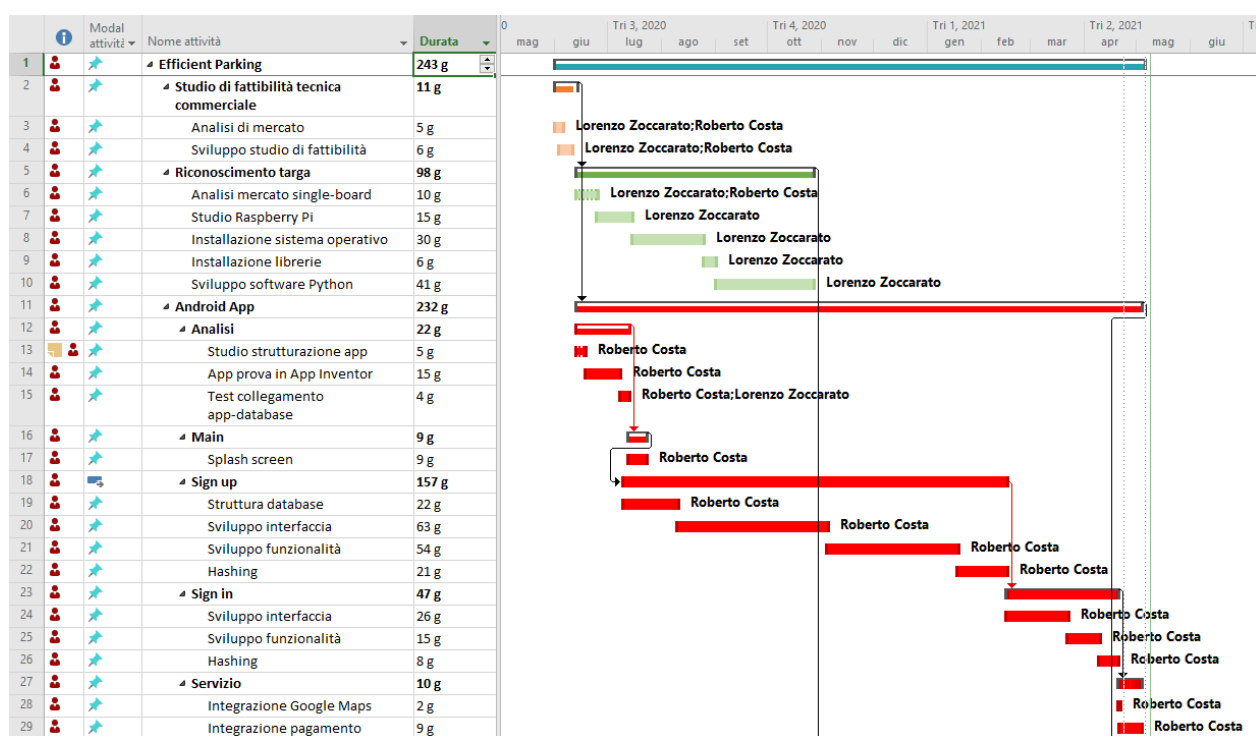 0 Tri 3, 2020 Tri 4, 2020 Tri 1, 2021 Tri 2, 2021 T
Modal attività Nome attività Durata mag giu lug ago set ott nov dic gen feb mar apr mag giu
1 Efficient Parking 243 g
2 Studio di fattibilità tecnica commerciale 11 g
3 Analisi di mercato 5 g Lorenzo Zoccarato;Roberto Costa
4 Sviluppo studio di fattibilità 6 g Lorenzo Zoccarato;Roberto Costa
5 Riconoscimento targa 98 g
6 Analisi mercato single-board 10 g Lorenzo Zoccarato;Roberto Costa
7 Studio Raspberry Pi 15 g Lorenzo Zoccarato
8 Installazione sistema operativo 30 g Lorenzo Zoccarato
9 Installazione librerie 6 g Lorenzo Zoccarato
10 Sviluppo software Python 41 g Lorenzo Zoccarato
11 Android App 232 g
12 Analisi 22 g
13 Studio strutturazione app 5 g Roberto Costa
14 App prova in App Inventor 15 g Roberto Costa
15 Test collegamento app-database 4 g Roberto Costa;Lorenzo Zoccarato
16 Main 9 g
17 Splash screen 9 g Roberto Costa
18 Sign up 157 g
19 Struttura database 22 g Roberto Costa
20 Sviluppo interfaccia 63 g Roberto Costa
21 Sviluppo funzionalità 54 g Roberto Costa
22 Hashing 21 g Roberto Costa
23 Sign in 47 g
24 Sviluppo interfaccia 26 g Roberto Costa
25 Sviluppo funzionalità 15 g Roberto Costa
26 Hashing 8 g Roberto Costa
27 Servizio 10 g
28 Integrazione Google Maps 2 g Roberto Costa
29 Integrazione pagamento 9 g Roberto Costa